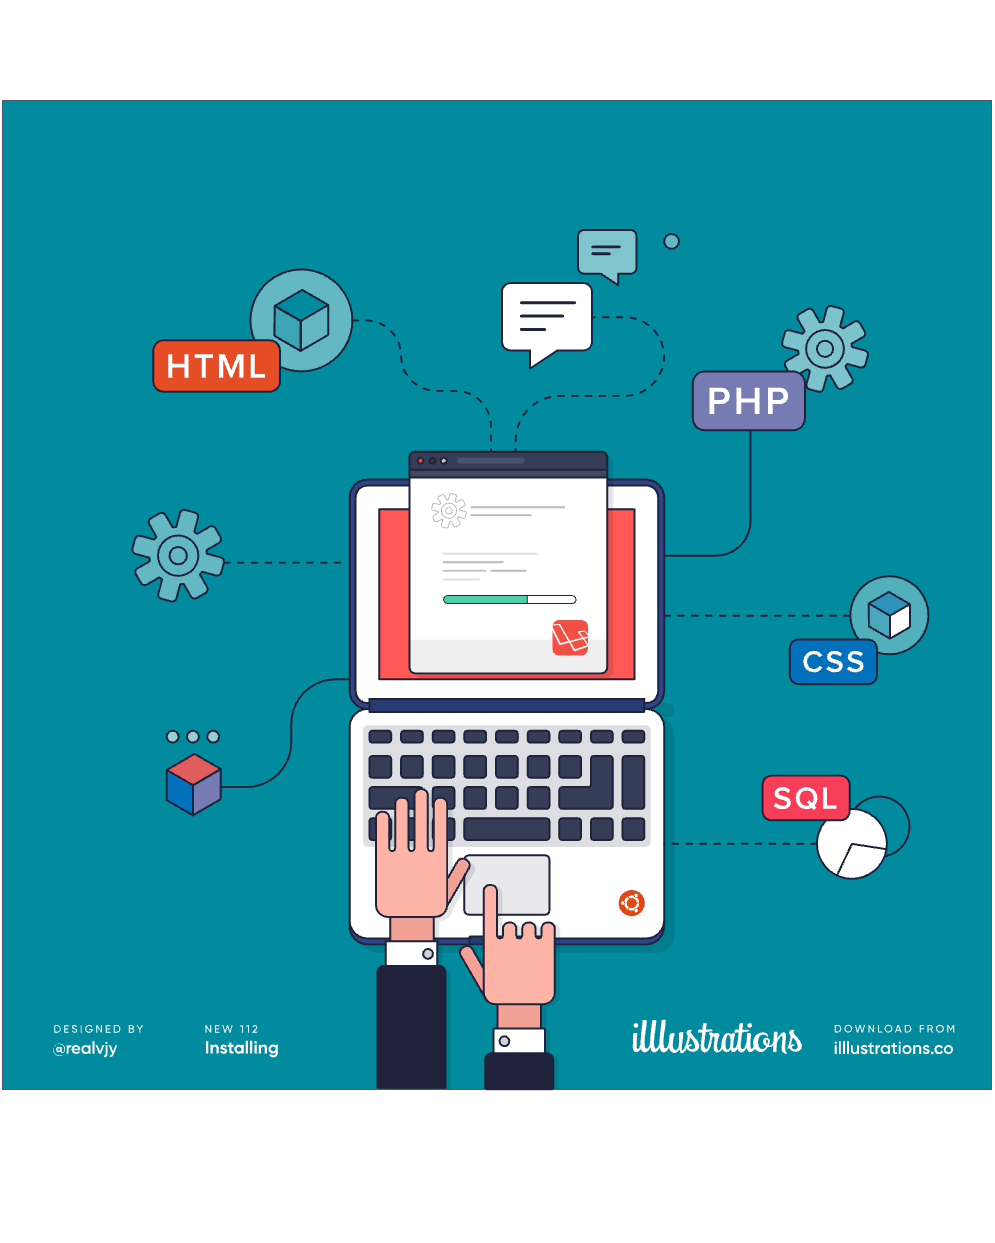 HTML
PHP
CSS
SQL
DESIGNED BY
@realvjy
NEW 112
Installing
illlustrations
DOWNLOAD FROM
illlustrations.co